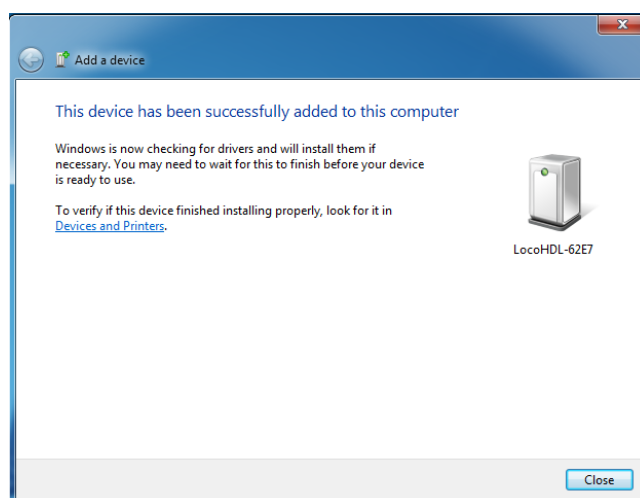 Add a device
This device has been successfully added to this computer
Windows is now checking for drivers and will install them if
necessary. You may need to wait for this to finish before your device
is ready to use.
To verify if this device finished installing properly, look for it in
Devices and Printers.
LocoHDL-62E7
Close